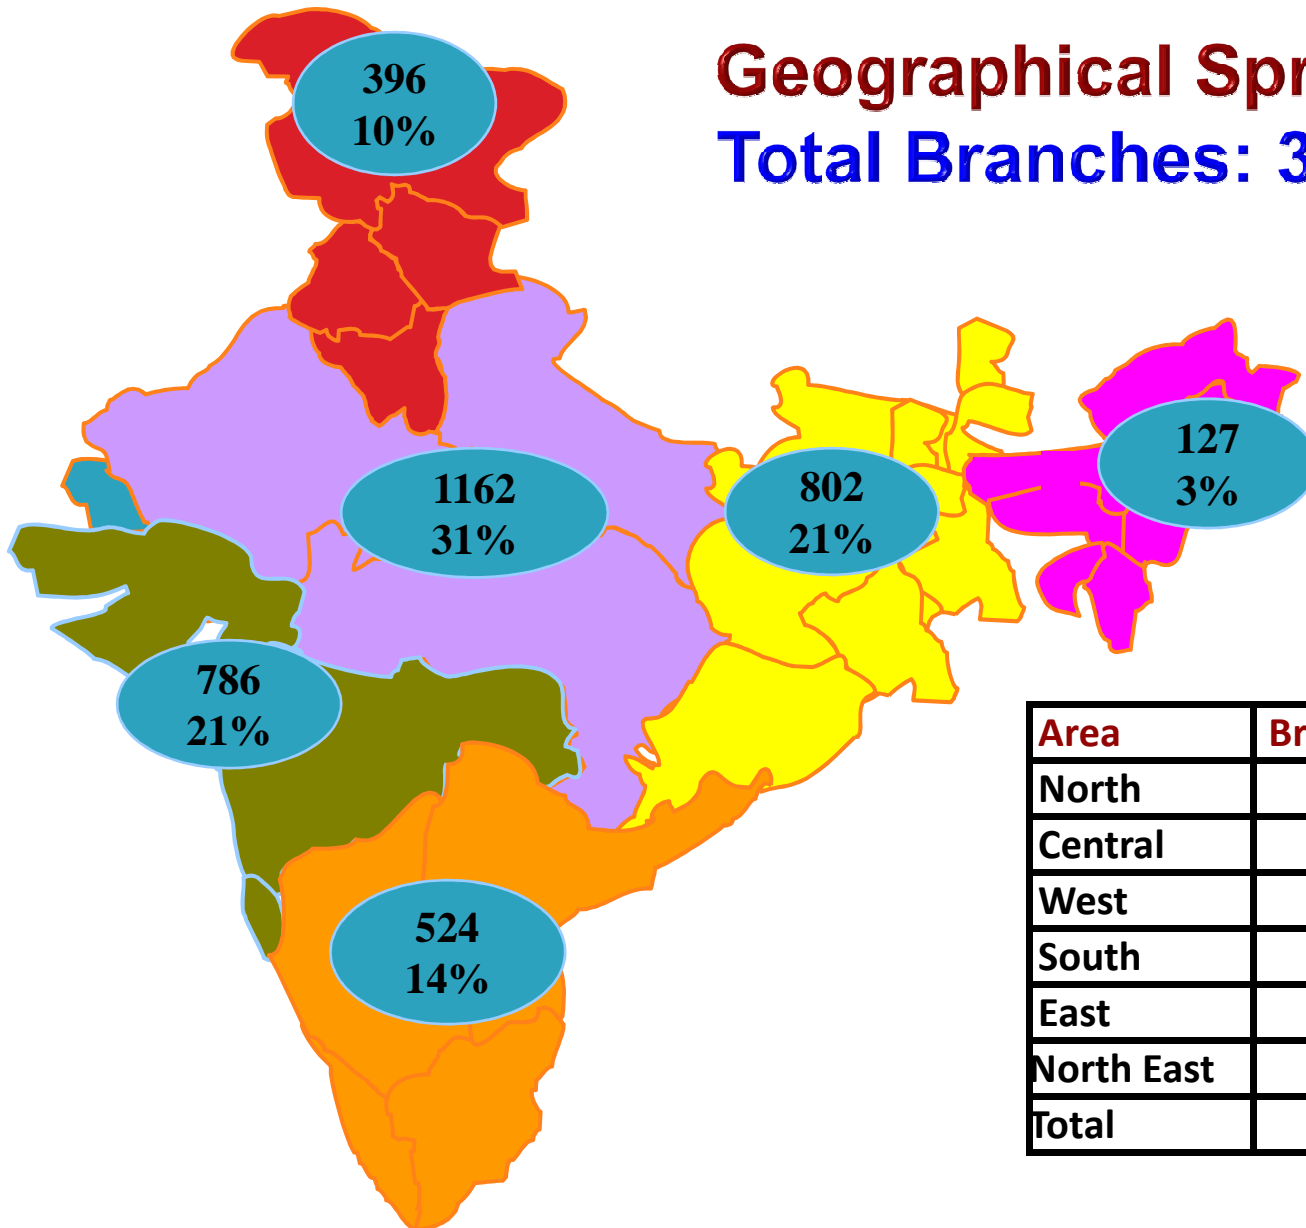 Geographical Spr
Total Branches: 3
396
10%
1162
31%
802
21%
127
3%
786
21%
524
14%
Area Br
North
Central
West
South
East
North East
Total